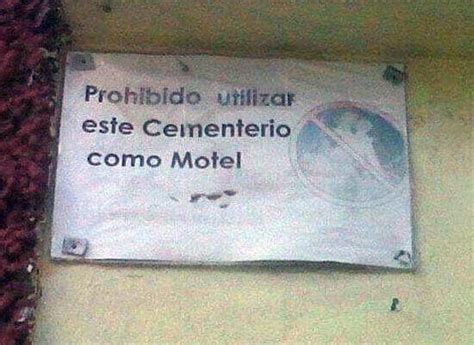 Prohibido utilizar
este Cementerio
como Motel